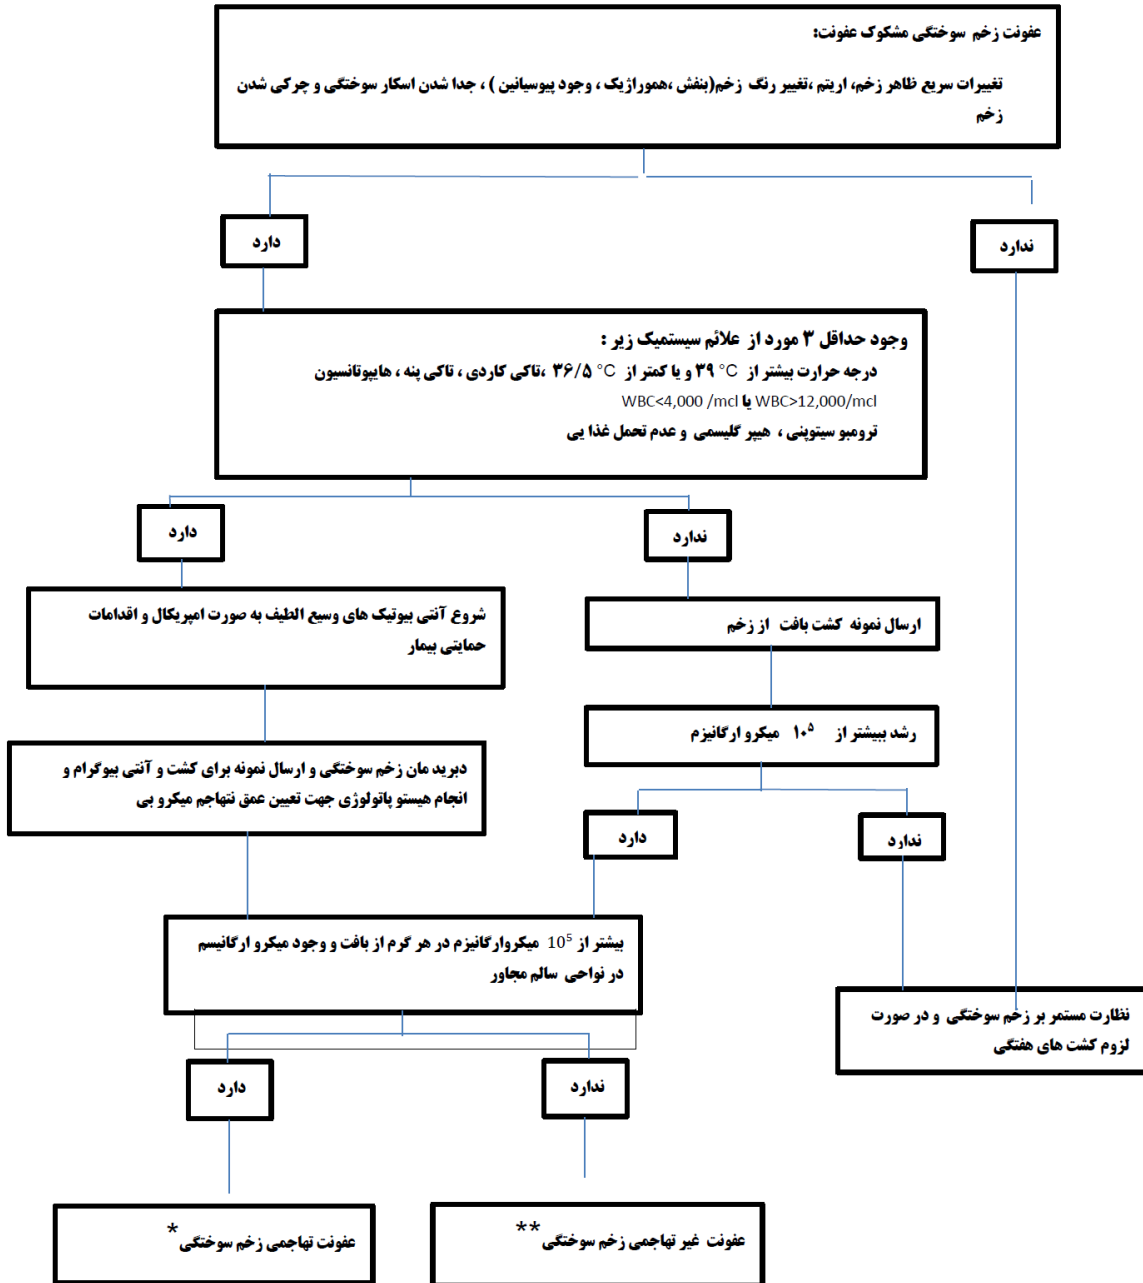 عفونت زخم سوختگی مشکوک عفونت:
تغییرات سریع ظاهر زخم، اریتم ،تغییر رنگ زخم(بنفش ،هموراژیک ، وجود پیوسیانین ) ، جدا شدن اسکار سوختگی و چرکی شدن
زخم
دارد
ندارد
وجود حداقل ۳ مورد از علائم سیستمیک زیر :
درجه حرارت بیشتر از ۳۹ °C و یا کمتر از ۳۶/۵ °C ،تاکی کاردی ، تاکی پنه ، هایپوتانسیون
WBC>12,000/mcl یا WBC<4,000 /mcl
ترومبو سیتوپنی ، هیپر گلیسمی و عدم تحمل غذا یی
دارد
ندارد
شروع آنتی بیوتیک های وسیع الطیف به صورت امپریکال و اقدامات
حمایتی بیمار
ارسال نمونه کشت بافت از زخم
رشد ببیشتر از ۱۰⁵ میکرو ارگانیزم
دبرید مان زخم سوختگی و ارسال نمونه برای کشت و آنتی بیوگرام و
انجام هیستو پاتولوژی جهت تعیین عمق نتهاجم میکرو بی
دارد
ندارد
بیشتر از 10⁵ میکروارگانیزم در هر گرم از بافت و وجود میکرو ارگانیسم
در نواحی سالم مجاور
نظارت مستمر بر زخم سوختگی و در صورت
لزوم کشت های هفتگی
دارد
ندارد
عفونت تهاجمی زخم سوختگی*
عفونت غیر تهاجمی زخم سوختگی**